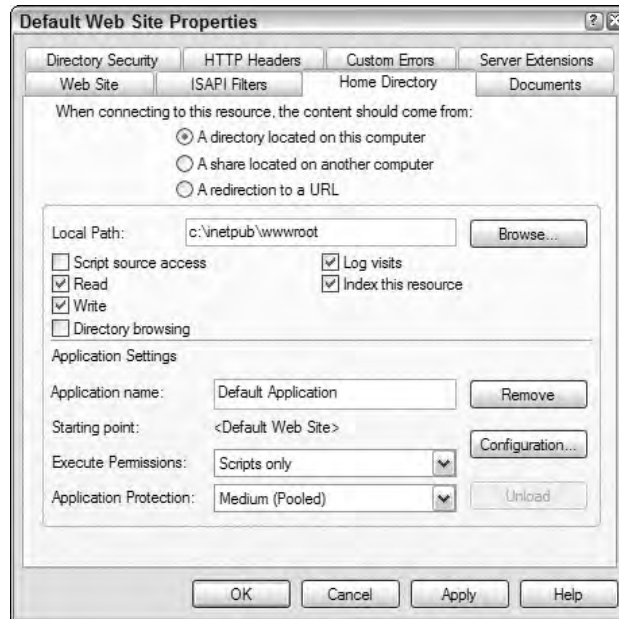 Default Web Site Properties
Directory Security HTTP Headers Custom Errors Server Extensions
Web Site ISAPI Filters Home Directory Documents
When connecting to this resource, the content should come from:
A directory located on this computer
A share located on another computer
A redirection to a URL
Local Path: c:\inetpub\wwwroot Browse...
Script source access Log visits
Read Index this resource
Write
Directory browsing
Application Settings
Application name: Default Application Remove
Starting point: <Default Web Site>
Configuration...
Execute Permissions: Scripts only
Application Protection: Medium (Pooled) Unload
OK Cancel Apply Help